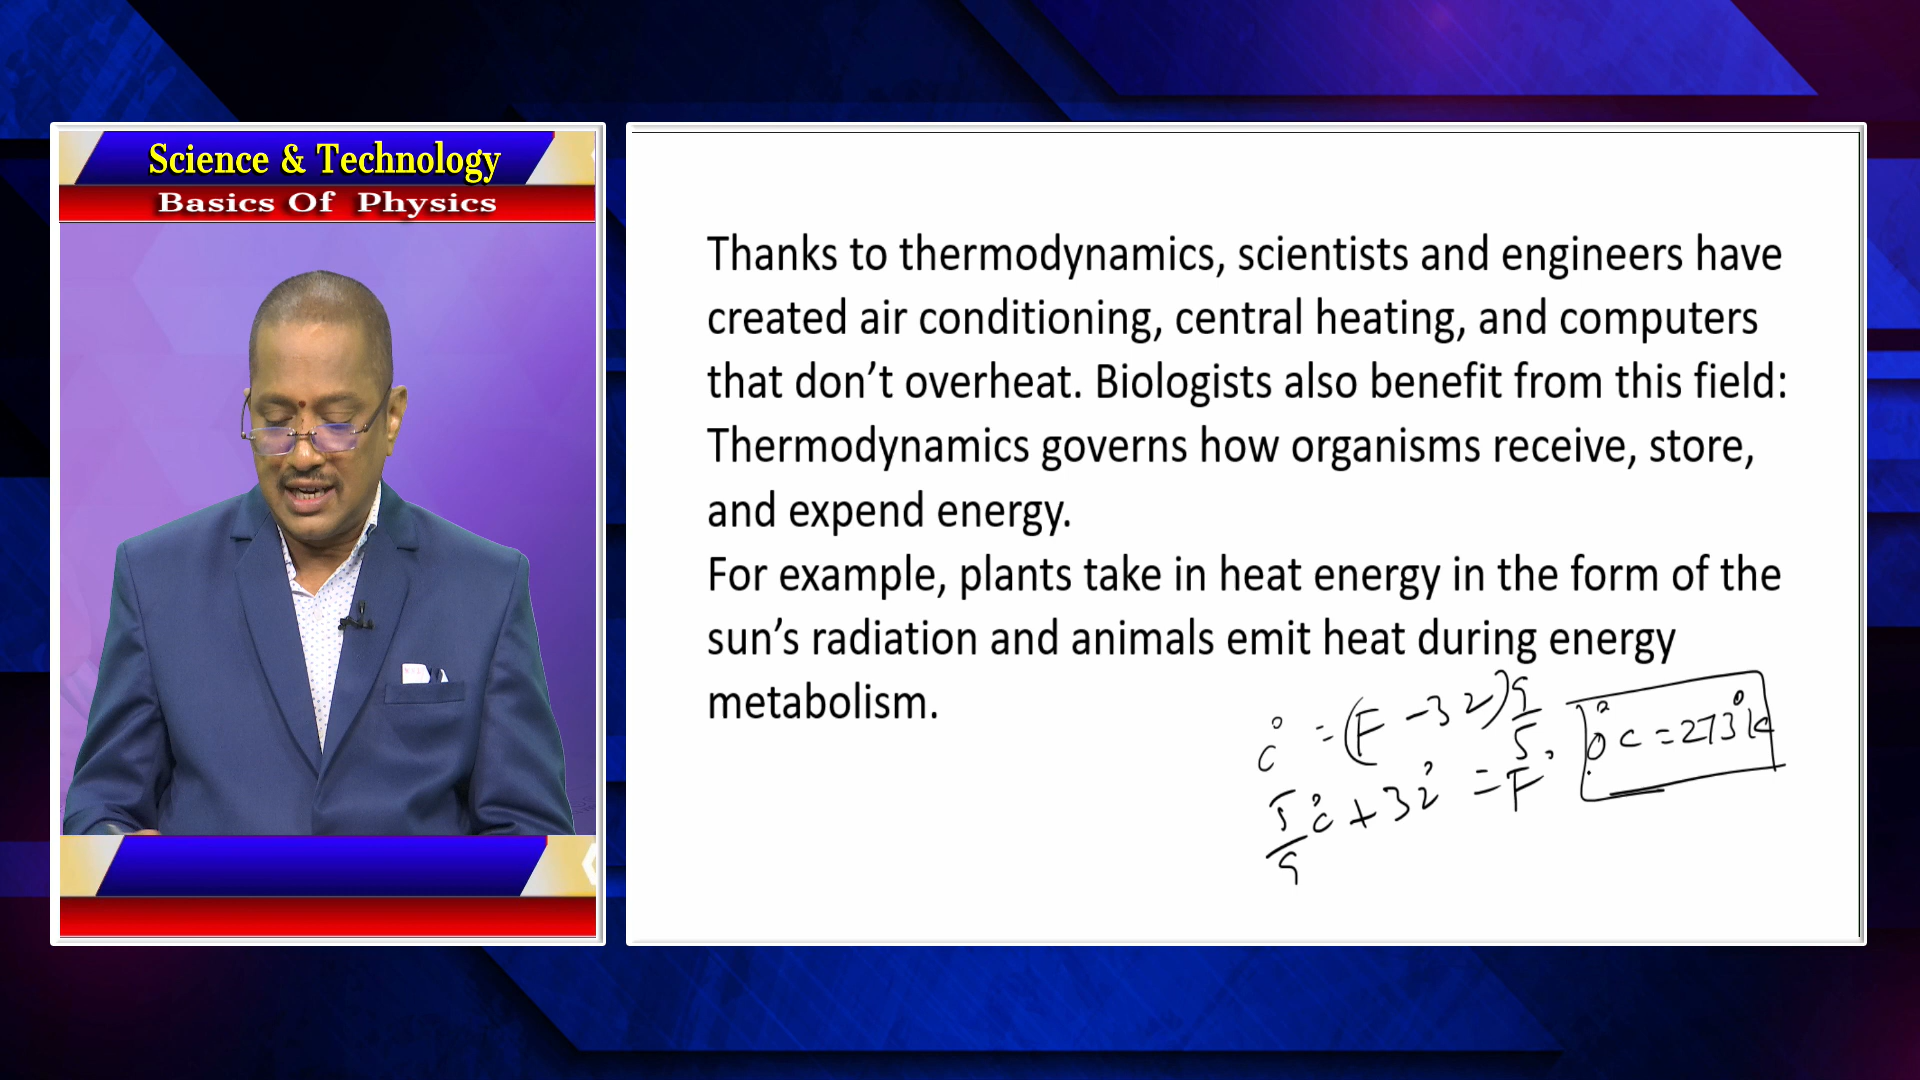 Science & Technology
Basics Of Physics
Thanks to thermodynamics, scientists and engineers have
created air conditioning, central heating, and computers
that don’t overheat. Biologists also benefit from this field:
Thermodynamics governs how organisms receive, store,
and expend energy.
For example, plants take in heat energy in the form of the
sun’s radiation and animals emit heat during energy
metabolism.
c° = (F - 32) 9/5,
0°c = 273°k
5/9 c° + 32° = F°